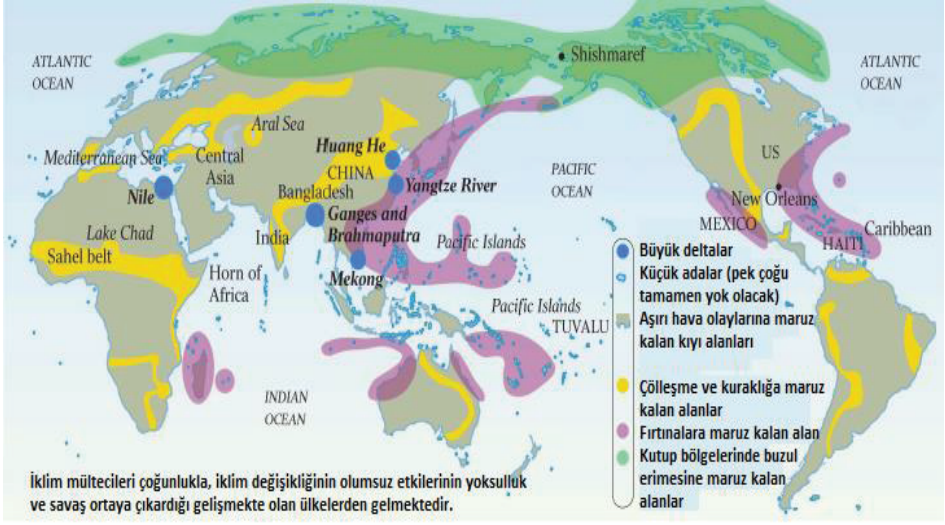 ATLANTIC
OCEAN
Shishmaref
ATLANTIC
OCEAN
Aral Sea
Mediterranean Sea
Central
Asia
Huang He
CHINA
Nile
Bangladesh
Yangtze River
PACIFIC
OCEAN
US
New Orleans
MEXICO
Caribbean
HAITI
Lake Chad
Sahel belt
India
Ganges and
Brahmaputra
Pacific Islands
Horn of
Africa
Mekong
Pacific Islands
TUVALU
INDIAN
OCEAN
Büyük deltalar
Küçük adalar (pek çoğu
tamamen yok olacak)
Aşırı hava olaylarına maruz
kalan kıyı alanları
Çölleşme ve kuraklığa maruz
kalan alanlar
Fırtınalara maruz kalan alan
Kutup bölgelerinde buzul
erimesine maruz kalan
alanlar
İklim mültecileri çoğunlukla, iklim değişikliğinin olumsuz etkilerinin yoksulluk
ve savaş ortaya çıkardığı gelişmekte olan ülkelerden gelmektedir.